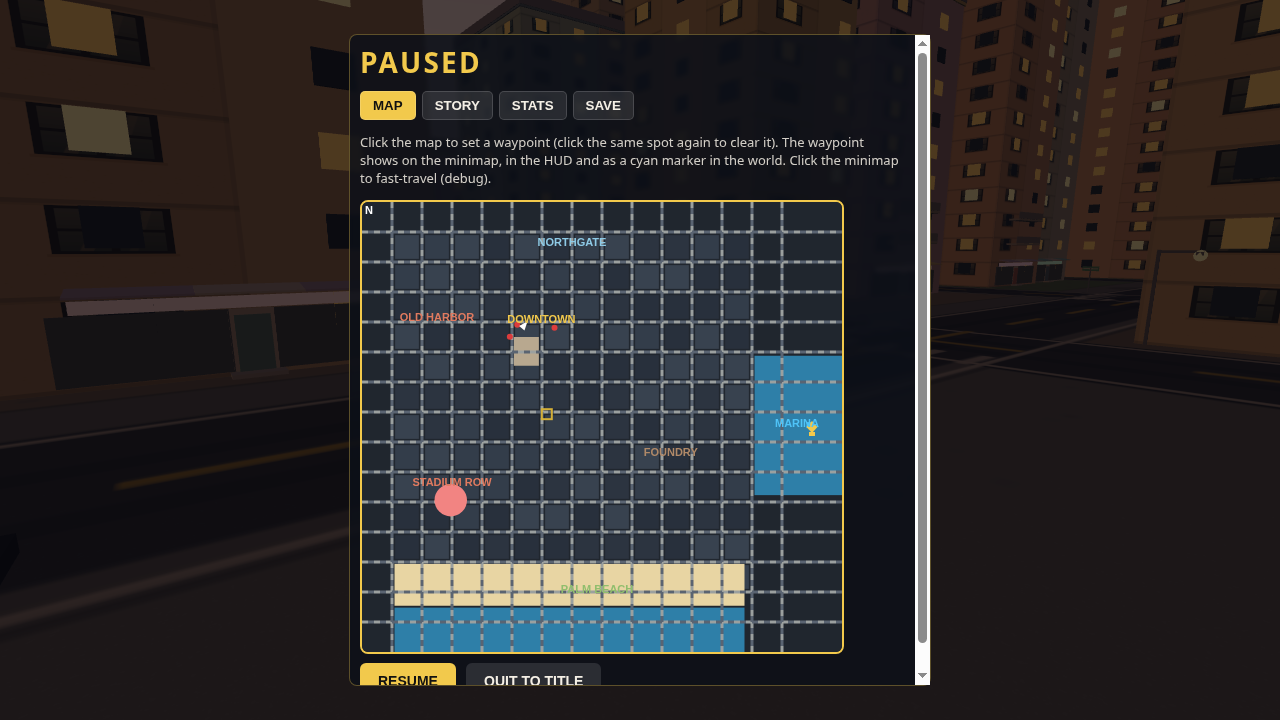 PAUSED
MAP
STORY
STATS
SAVE
Click the map to set a waypoint (click the same spot again to clear it). The waypoint
shows on the minimap, in the HUD and as a cyan marker in the world. Click the minimap
to fast-travel (debug).
N
NORTHGATE
OLD HARBOR
DOWNTOWN
MARINA
FOUNDRY
STADIUM ROW
PALM BEACH
RESUME
QUIT TO TITLE